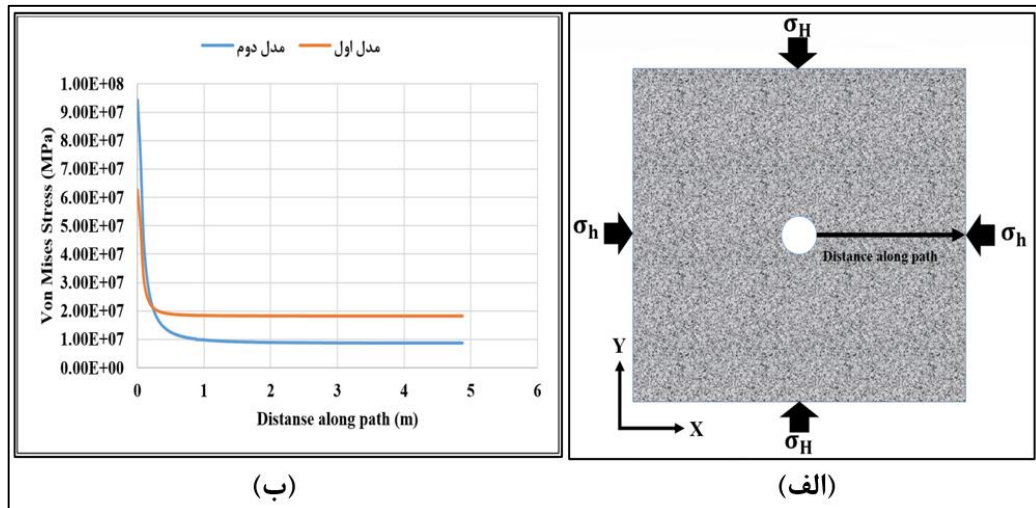 مدل دوم
مدل اول
Von Mises Stress (MPa)
1.00E+08
9.00E+07
8.00E+07
7.00E+07
6.00E+07
5.00E+07
4.00E+07
3.00E+07
2.00E+07
1.00E+07
0.00E+00
0 1 2 3 4 5 6
Distanse along path (m)
(ب)
σH
σh
σh
Distance along path
Y
X
σH
(الف)